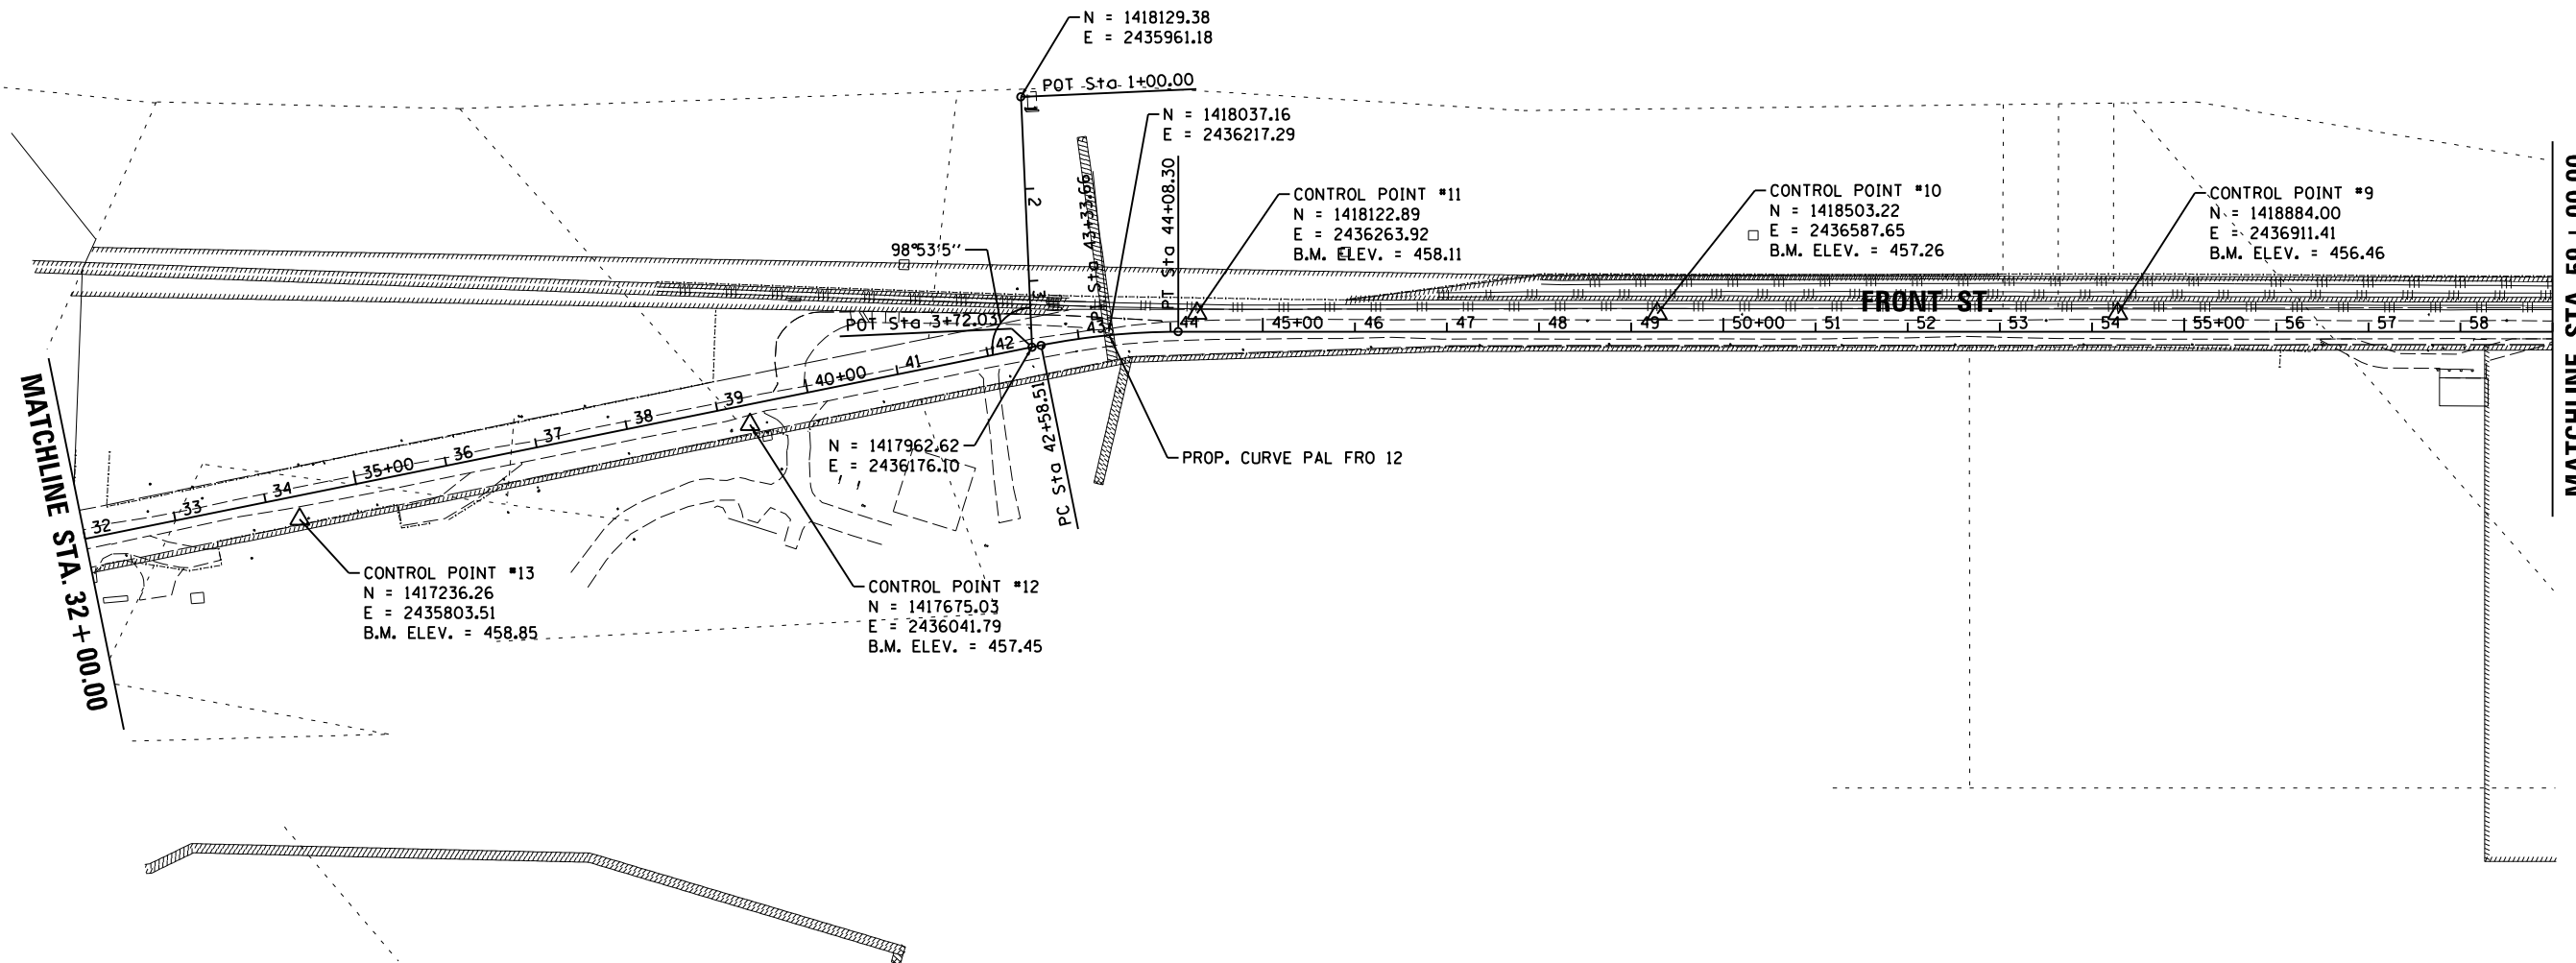 N = 1418129.38
E = 2435961.18
POT Sta 1+00.00
1
N = 1418037.16
E = 2436217.29
2
PI Sta 43+33.66
PT Sta 44+08.30
CONTROL POINT #11
N = 1418122.89
E = 2436263.92
B.M. ELEV. = 458.11
CONTROL POINT #10
N = 1418503.22
E = 2436587.65
B.M. ELEV. = 457.26
CONTROL POINT #9
N = 1418884.00
E = 2436911.41
B.M. ELEV. = 456.46
98°53'5''
3
FRONT ST.
POT Sta 3+72.03
32
33
34
35+00
36
37
38
39
40+00
41
42
43
44
45+00
46
47
48
49
50+00
51
52
53
54
55+00
56
57
58
N = 1417962.62
E = 2436176.10
PC Sta 42+58.51
PROP. CURVE PAL FRO 12
CONTROL POINT #13
N = 1417236.26
E = 2435803.51
B.M. ELEV. = 458.85
CONTROL POINT #12
N = 1417675.03
E = 2436041.79
B.M. ELEV. = 457.45
MATCHLINE STA. 32+00.00